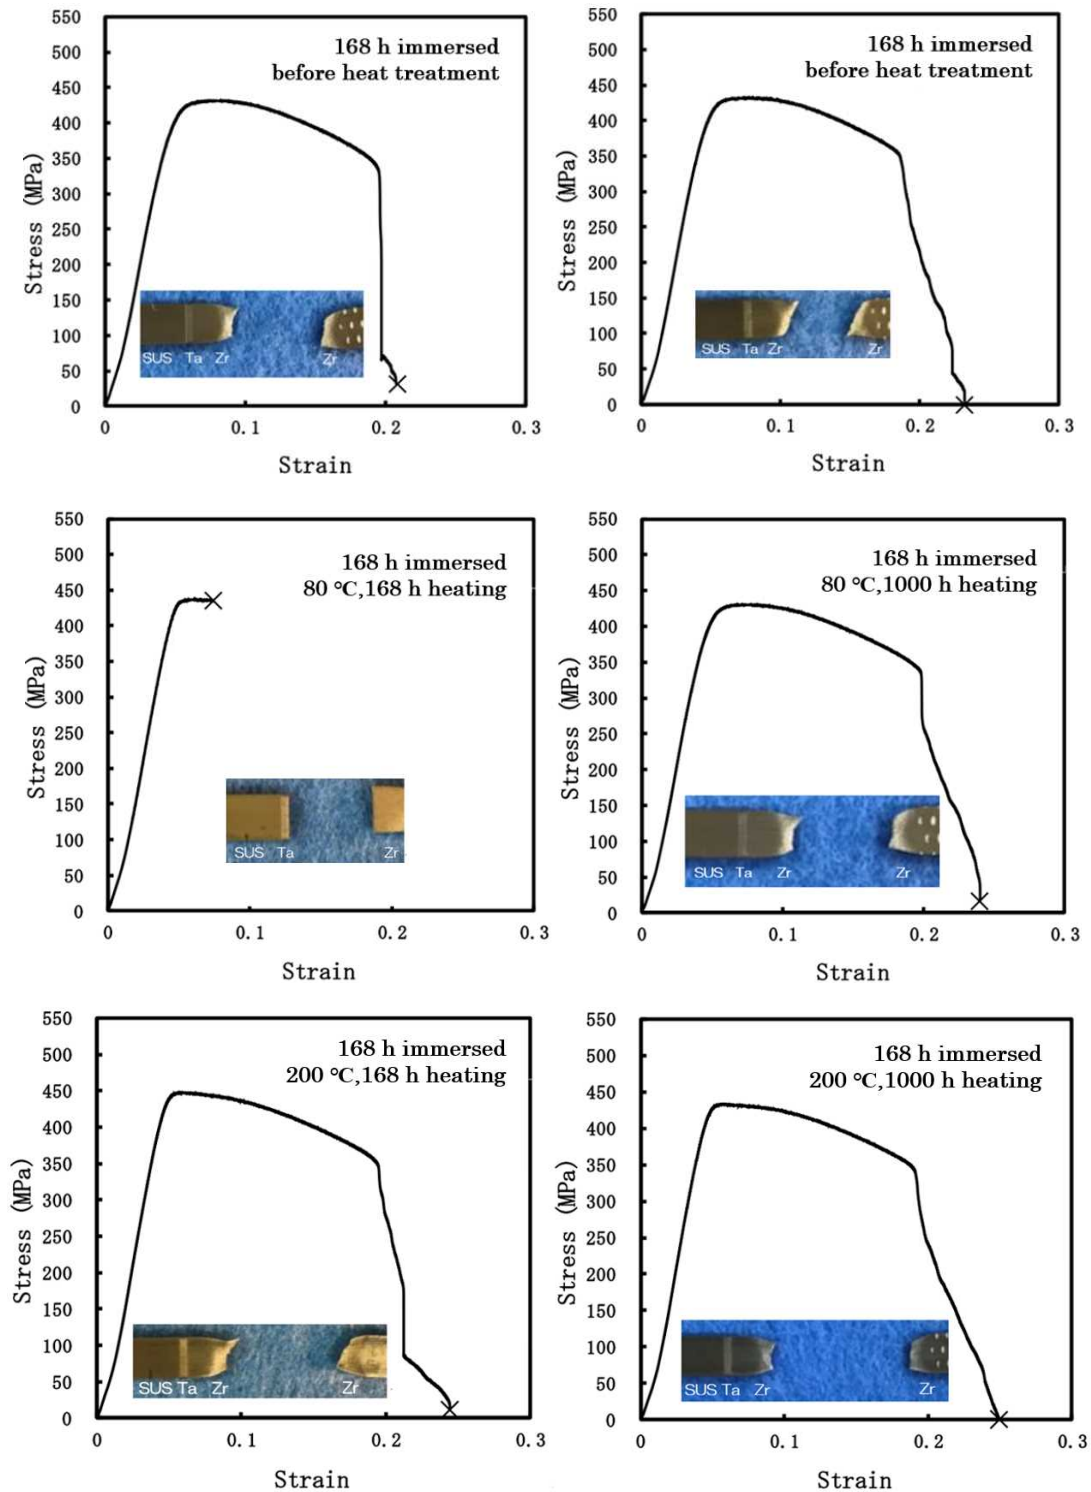 550
500
450
400
350
300
250
200
150
100
50
0
Stress (MPa)
168 h immersed
before heat treatment
SUS Ta Zr
Zr
0 0.1 0.2 0.3
Strain
550
500
450
400
350
300
250
200
150
100
50
0
Stress (MPa)
168 h immersed
before heat treatment
SUS Ta Zr
Zr
0 0.1 0.2 0.3
Strain
550
500
450
400
350
300
250
200
150
100
50
0
Stress (MPa)
168 h immersed
80 ℃,168 h heating
SUS Ta
Zr
0 0.1 0.2 0.3
Strain
550
500
450
400
350
300
250
200
150
100
50
0
Stress (MPa)
168 h immersed
80 ℃,1000 h heating
SUS Ta Zr
Zr
0 0.1 0.2 0.3
Strain
550
500
450
400
350
300
250
200
150
100
50
0
Stress (MPa)
168 h immersed
200 ℃,168 h heating
SUS Ta Zr
Zr
0 0.1 0.2 0.3
Strain
550
500
450
400
350
300
250
200
150
100
50
0
Stress (MPa)
168 h immersed
200 ℃,1000 h heating
SUS Ta Zr
Zr
0 0.1 0.2 0.3
Strain